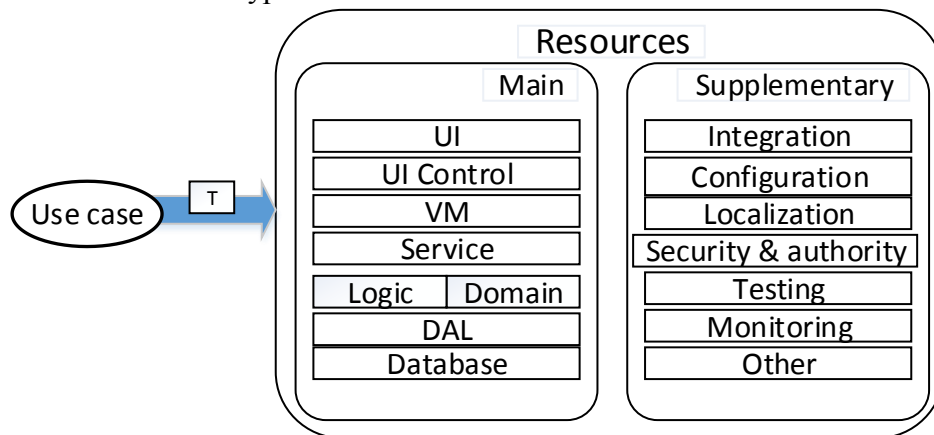 Resources
Main
UI
UI Control
VM
Service
Logic Domain
DAL
Database
Supplementary
Integration
Configuration
Localization
Security & authority
Testing
Monitoring
Other
Use case
T